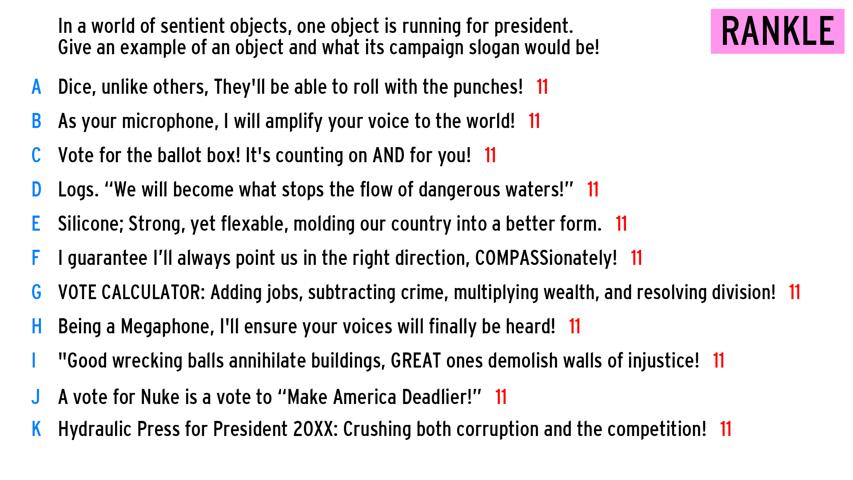 In a world of sentient objects, one object is running for president.
Give an example of an object and what its campaign slogan would be!
RANKLE
A Dice, unlike others, They'll be able to roll with the punches! 11
B As your microphone, I will amplify your voice to the world! 11
C Vote for the ballot box! It's counting on AND for you! 11
D Logs. “We will become what stops the flow of dangerous waters!” 11
E Silicone; Strong, yet flexable, molding our country into a better form. 11
F I guarantee I’ll always point us in the right direction, COMPASSionately! 11
G VOTE CALCULATOR: Adding jobs, subtracting crime, multiplying wealth, and resolving division! 11
H Being a Megaphone, I'll ensure your voices will finally be heard! 11
I "Good wrecking balls annihilate buildings, GREAT ones demolish walls of injustice! 11
J A vote for Nuke is a vote to “Make America Deadlier!” 11
K Hydraulic Press for President 20XX: Crushing both corruption and the competition! 11